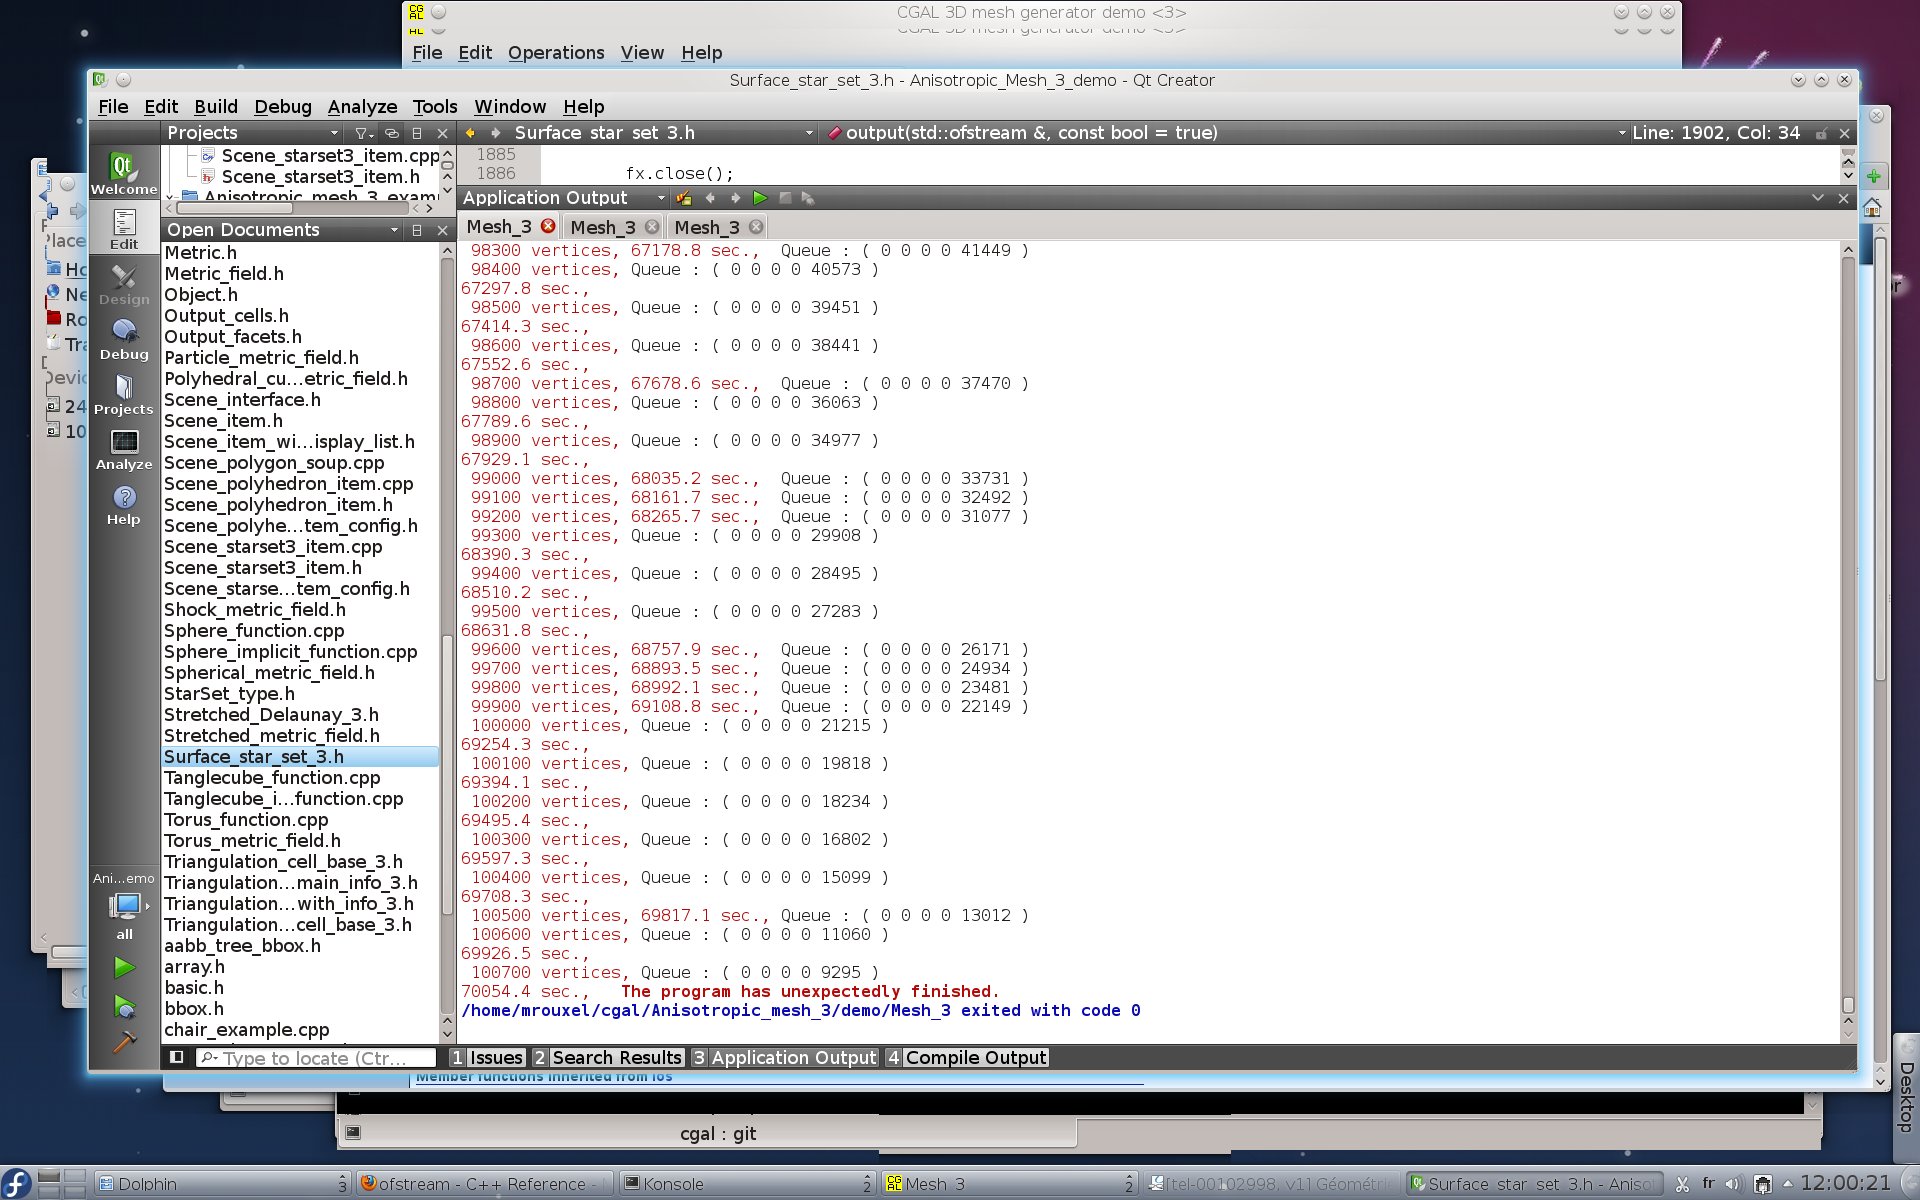 CGAL 3D mesh generator demo <3>
File Edit Operations View Help
Surface_star_set_3.h - Anisotropic_Mesh_3_demo - Qt Creator
File Edit Build Debug Analyze Tools Window Help
Projects
Surface star set 3.h
output(std::ofstream &, const bool = true)
Line: 1902, Col: 34
Scene_starset3_item.cpp
Scene_starset3_item.h
Anisotropic_mesh_3_exam
1885
1886 fx.close();
Application Output
Mesh_3 Mesh_3 Mesh_3
Welcome
Edit
Design
Debug
Projects
Analyze
Help
Ani...emo
all
Open Documents
Metric.h
Metric_field.h
Object.h
Output_cells.h
Output_facets.h
Particle_metric_field.h
Polyhedral_cu...etric_field.h
Scene_interface.h
Scene_item.h
Scene_item_wi...isplay_list.h
Scene_polygon_soup.cpp
Scene_polyhedron_item.cpp
Scene_polyhedron_item.h
Scene_polyhe...tem_config.h
Scene_starset3_item.cpp
Scene_starset3_item.h
Scene_starse...tem_config.h
Shock_metric_field.h
Sphere_function.cpp
Sphere_implicit_function.cpp
Spherical_metric_field.h
StarSet_type.h
Stretched_Delaunay_3.h
Stretched_metric_field.h
Surface_star_set_3.h
Tanglecube_function.cpp
Tanglecube_i...function.cpp
Torus_function.cpp
Torus_metric_field.h
Triangulation_cell_base_3.h
Triangulation...main_info_3.h
Triangulation...with_info_3.h
Triangulation...cell_base_3.h
aabb_tree_bbox.h
array.h
basic.h
bbox.h
chair_example.cpp
98300 vertices, 67178.8 sec., Queue : ( 0 0 0 0 41449 )
98400 vertices, Queue : ( 0 0 0 0 40573 )
67297.8 sec.,
98500 vertices, Queue : ( 0 0 0 0 39451 )
67414.3 sec.,
98600 vertices, Queue : ( 0 0 0 0 38441 )
67552.6 sec.,
98700 vertices, 67678.6 sec., Queue : ( 0 0 0 0 37470 )
98800 vertices, Queue : ( 0 0 0 0 36063 )
67789.6 sec.,
98900 vertices, Queue : ( 0 0 0 0 34977 )
67929.1 sec.,
99000 vertices, 68035.2 sec., Queue : ( 0 0 0 0 33731 )
99100 vertices, 68161.7 sec., Queue : ( 0 0 0 0 32492 )
99200 vertices, 68265.7 sec., Queue : ( 0 0 0 0 31077 )
99300 vertices, Queue : ( 0 0 0 0 29908 )
68390.3 sec.,
99400 vertices, Queue : ( 0 0 0 0 28495 )
68510.2 sec.,
99500 vertices, Queue : ( 0 0 0 0 27283 )
68631.8 sec.,
99600 vertices, 68757.9 sec., Queue : ( 0 0 0 0 26171 )
99700 vertices, 68893.5 sec., Queue : ( 0 0 0 0 24934 )
99800 vertices, 68992.1 sec., Queue : ( 0 0 0 0 23481 )
99900 vertices, 69108.8 sec., Queue : ( 0 0 0 0 22149 )
100000 vertices, Queue : ( 0 0 0 0 21215 )
69254.3 sec.,
100100 vertices, Queue : ( 0 0 0 0 19818 )
69394.1 sec.,
100200 vertices, Queue : ( 0 0 0 0 18234 )
69495.4 sec.,
100300 vertices, Queue : ( 0 0 0 0 16802 )
69597.3 sec.,
100400 vertices, Queue : ( 0 0 0 0 15099 )
69708.3 sec.,
100500 vertices, 69817.1 sec., Queue : ( 0 0 0 0 13012 )
100600 vertices, Queue : ( 0 0 0 0 11060 )
69926.5 sec.,
100700 vertices, Queue : ( 0 0 0 0 9295 )
70054.4 sec., The program has unexpectedly finished.
/home/mrouxel/cgal/Anisotropic_mesh_3/demo/Mesh_3 exited with code 0
Type to locate (Ctr...
1 Issues 2 Search Results 3 Application Output 4 Compile Output
Member functions inherited from ios
cgal : git
Desktop
Dolphin 3
ofstream - C++ Reference -
Konsole 2
Mesh 3 2
[tel-00102998, v1] Géométrie
Surface star set 3.h - Aniso
fr
12:00:21